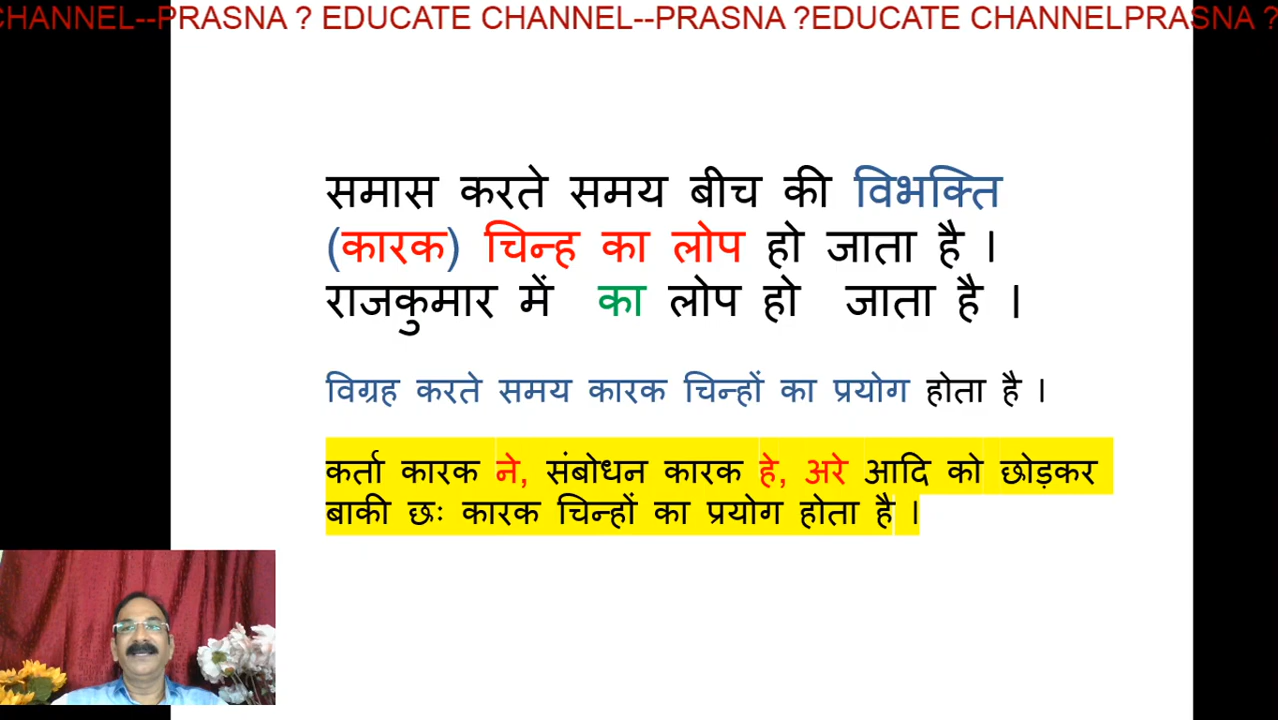 CHANNEL--PRASNA ? EDUCATE CHANNEL--PRASNA ?EDUCATE CHANNELPRASNA ?
समास करते समय बीच की विभक्ति
(कारक) चिन्ह का लोप हो जाता है ।
राजकुमार में का लोप हो जाता है ।
विग्रह करते समय कारक चिन्हों का प्रयोग होता है ।
कर्ता कारक ने, संबोधन कारक हे, अरे आदि को छोड़कर
बाकी छः कारक चिन्हों का प्रयोग होता है ।